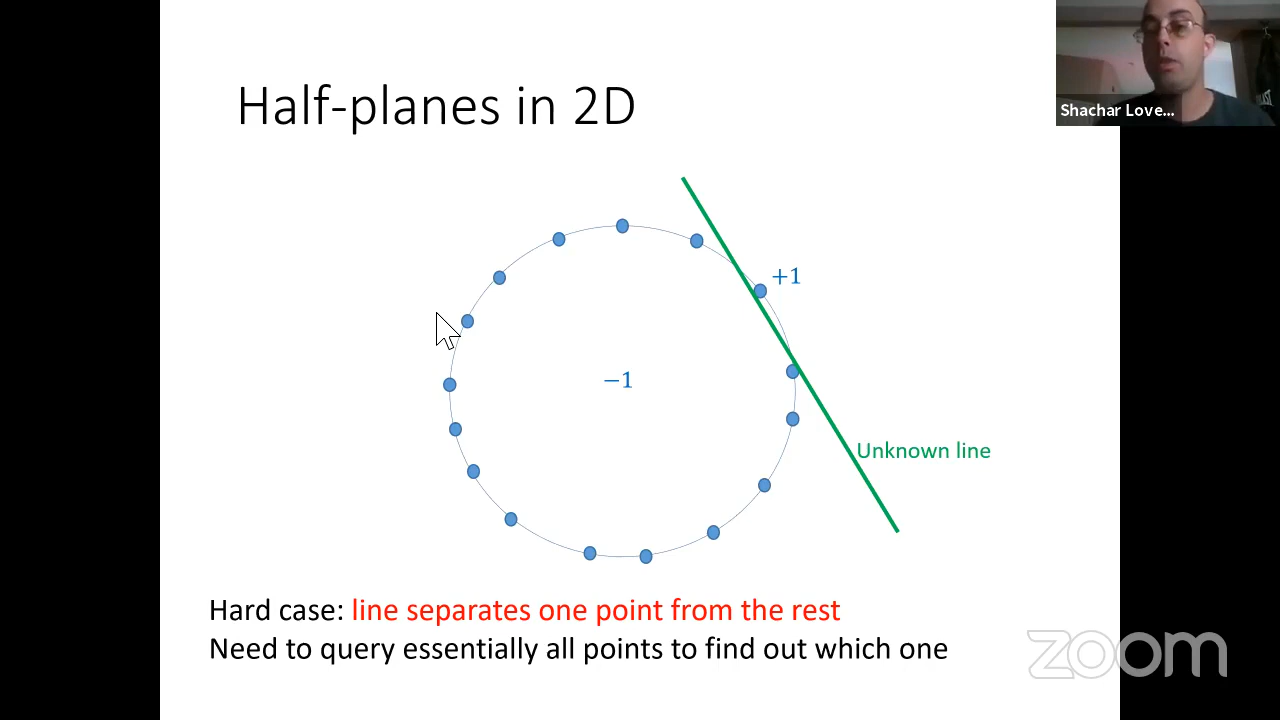 Half-planes in 2D
Shachar Love...
+1
−1
Unknown line
Hard case: line separates one point from the rest
Need to query essentially all points to find out which one
zoom